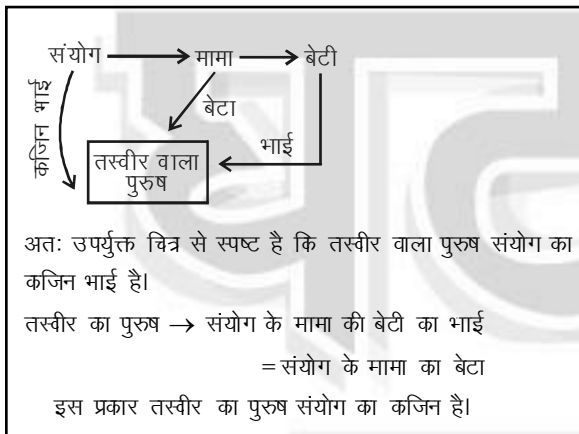 संयोग मामा बेटी
कजिन भाई
बेटा
भाई
तस्वीर वाला
पुरुष
अत: उपर्युक्त चित्र से स्पष्ट है कि तस्वीर वाला पुरुष संयोग का
कजिन भाई है।
तस्वीर का पुरुष → संयोग के मामा की बेटी का भाई
= संयोग के मामा का बेटा
इस प्रकार तस्वीर का पुरुष संयोग का कजिन है।